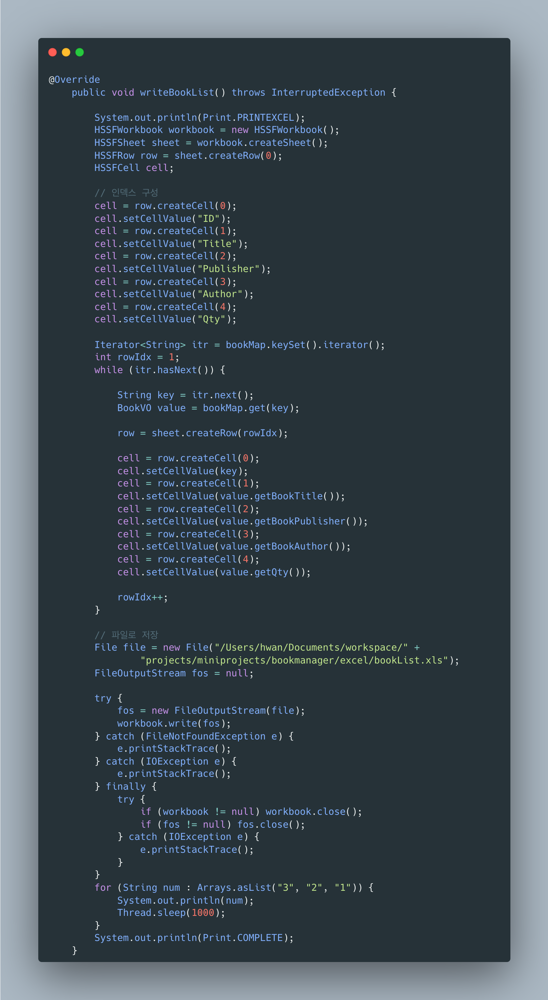 @Override
    public void writeBookList() throws InterruptedException {

        System.out.println(Print.PRINTEXCEL);
        HSSFWorkbook workbook = new HSSFWorkbook();
        HSSFSheet sheet = workbook.createSheet();
        HSSFRow row = sheet.createRow(0);
        HSSFCell cell;

        // 인덱스 구성
        cell = row.createCell(0);
        cell.setCellValue("ID");
        cell = row.createCell(1);
        cell.setCellValue("Title");
        cell = row.createCell(2);
        cell.setCellValue("Publisher");
        cell = row.createCell(3);
        cell.setCellValue("Author");
        cell = row.createCell(4);
        cell.setCellValue("Qty");

        Iterator<String> itr = bookMap.keySet().iterator();
        int rowIdx = 1;
        while (itr.hasNext()) {

            String key = itr.next();
            BookVO value = bookMap.get(key);

            row = sheet.createRow(rowIdx);

            cell = row.createCell(0);
            cell.setCellValue(key);
            cell = row.createCell(1);
            cell.setCellValue(value.getBookTitle());
            cell = row.createCell(2);
            cell.setCellValue(value.getBookPublisher());
            cell = row.createCell(3);
            cell.setCellValue(value.getBookAuthor());
            cell = row.createCell(4);
            cell.setCellValue(value.getQty());

            rowIdx++;
        }

        // 파일로 저장
        File file = new File("/Users/hwan/Documents/workspace/" +
                "projects/miniprojects/bookmanager/excel/bookList.xls");
        FileOutputStream fos = null;

        try {
            fos = new FileOutputStream(file);
            workbook.write(fos);
        } catch (FileNotFoundException e) {
            e.printStackTrace();
        } catch (IOException e) {
            e.printStackTrace();
        } finally {
            try {
                if (workbook != null) workbook.close();
                if (fos != null) fos.close();
            } catch (IOException e) {
                e.printStackTrace();
            }
        }
        for (String num : Arrays.asList("3", "2", "1")) {
            System.out.println(num);
            Thread.sleep(1000);
        }
        System.out.println(Print.COMPLETE);
    }